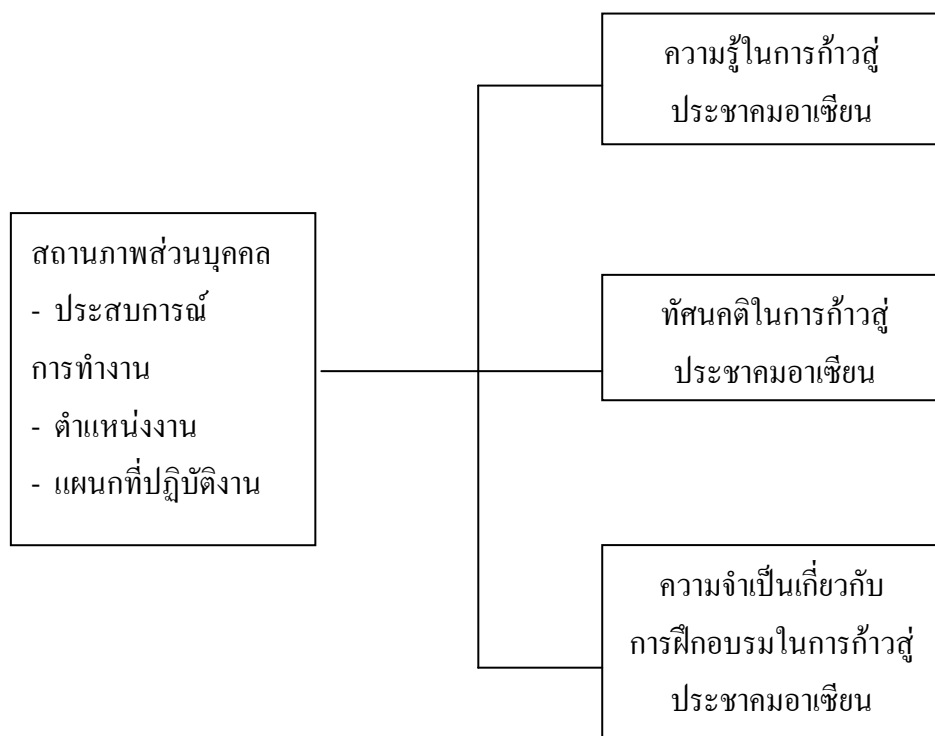 ความรู้ในการก้าวสู่
ประชาคมอาเซียน
สถานภาพส่วนบุคคล
- ประสบการณ์
การทำงาน
- ตำแหน่งงาน
- แผนกที่ปฏิบัติงาน
ทัศนคติในการก้าวสู่
ประชาคมอาเซียน
ความจำเป็นเกี่ยวกับ
การฝึกอบรมในการก้าวสู่
ประชาคมอาเซียน